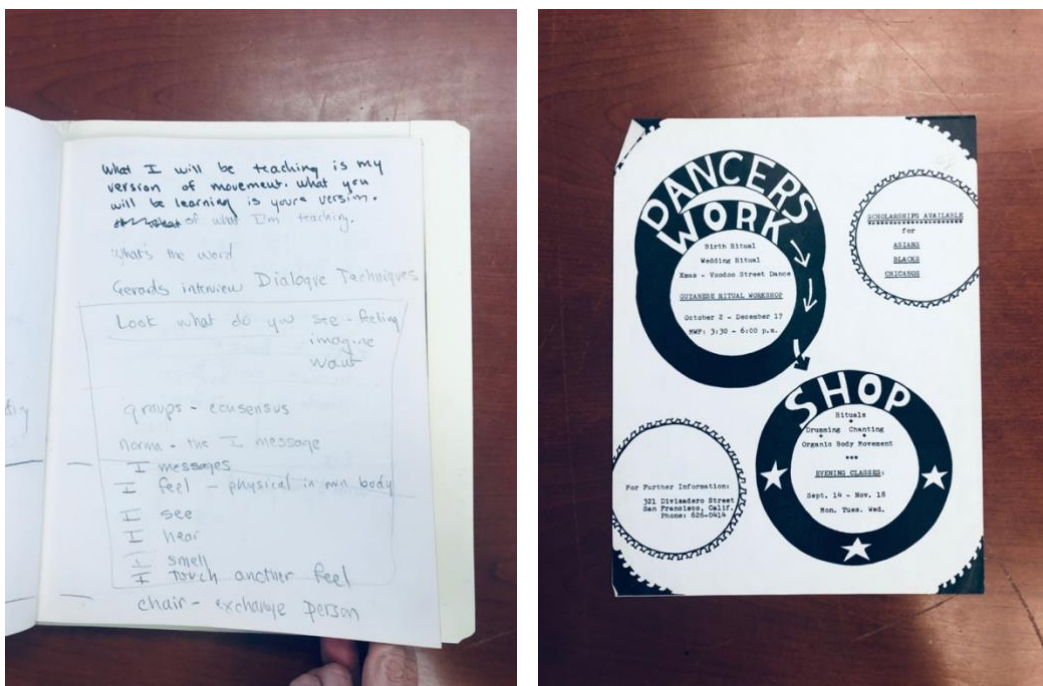 What I will be teaching is my
version of movement. what you
will be learning is youre version.
of what I'm teaching.
What's the word
Gerards interview Dialogue Techniques
Look what do you see - feeling
imagine
want
groups - concensus
norma - the I message
I messages
I feel - physical in own body
I see
I hear
I smell
I touch another feel
chair - exchange person
DANCERS
WORK
Birth Ritual
Wedding Ritual
Xmas - Voodoo Street Dance
GUIANESE RITUAL WORKSHOP
October 2 - December 17
MWF: 3:30 - 6:00 p.m.
SCHOLARSHIPS AVAILABLE
for
ASIANS
BLACKS
CHICANOS
SHOP
Rituals
Drumming Chanting
Organic Body Movement
***
EVENING CLASSES:
Sept. 14 - Nov. 18
Mon. Tues. Wed.
For Further Information:
321 Divisadero Street
San Francisco, Calif.
Phone: 626-0414